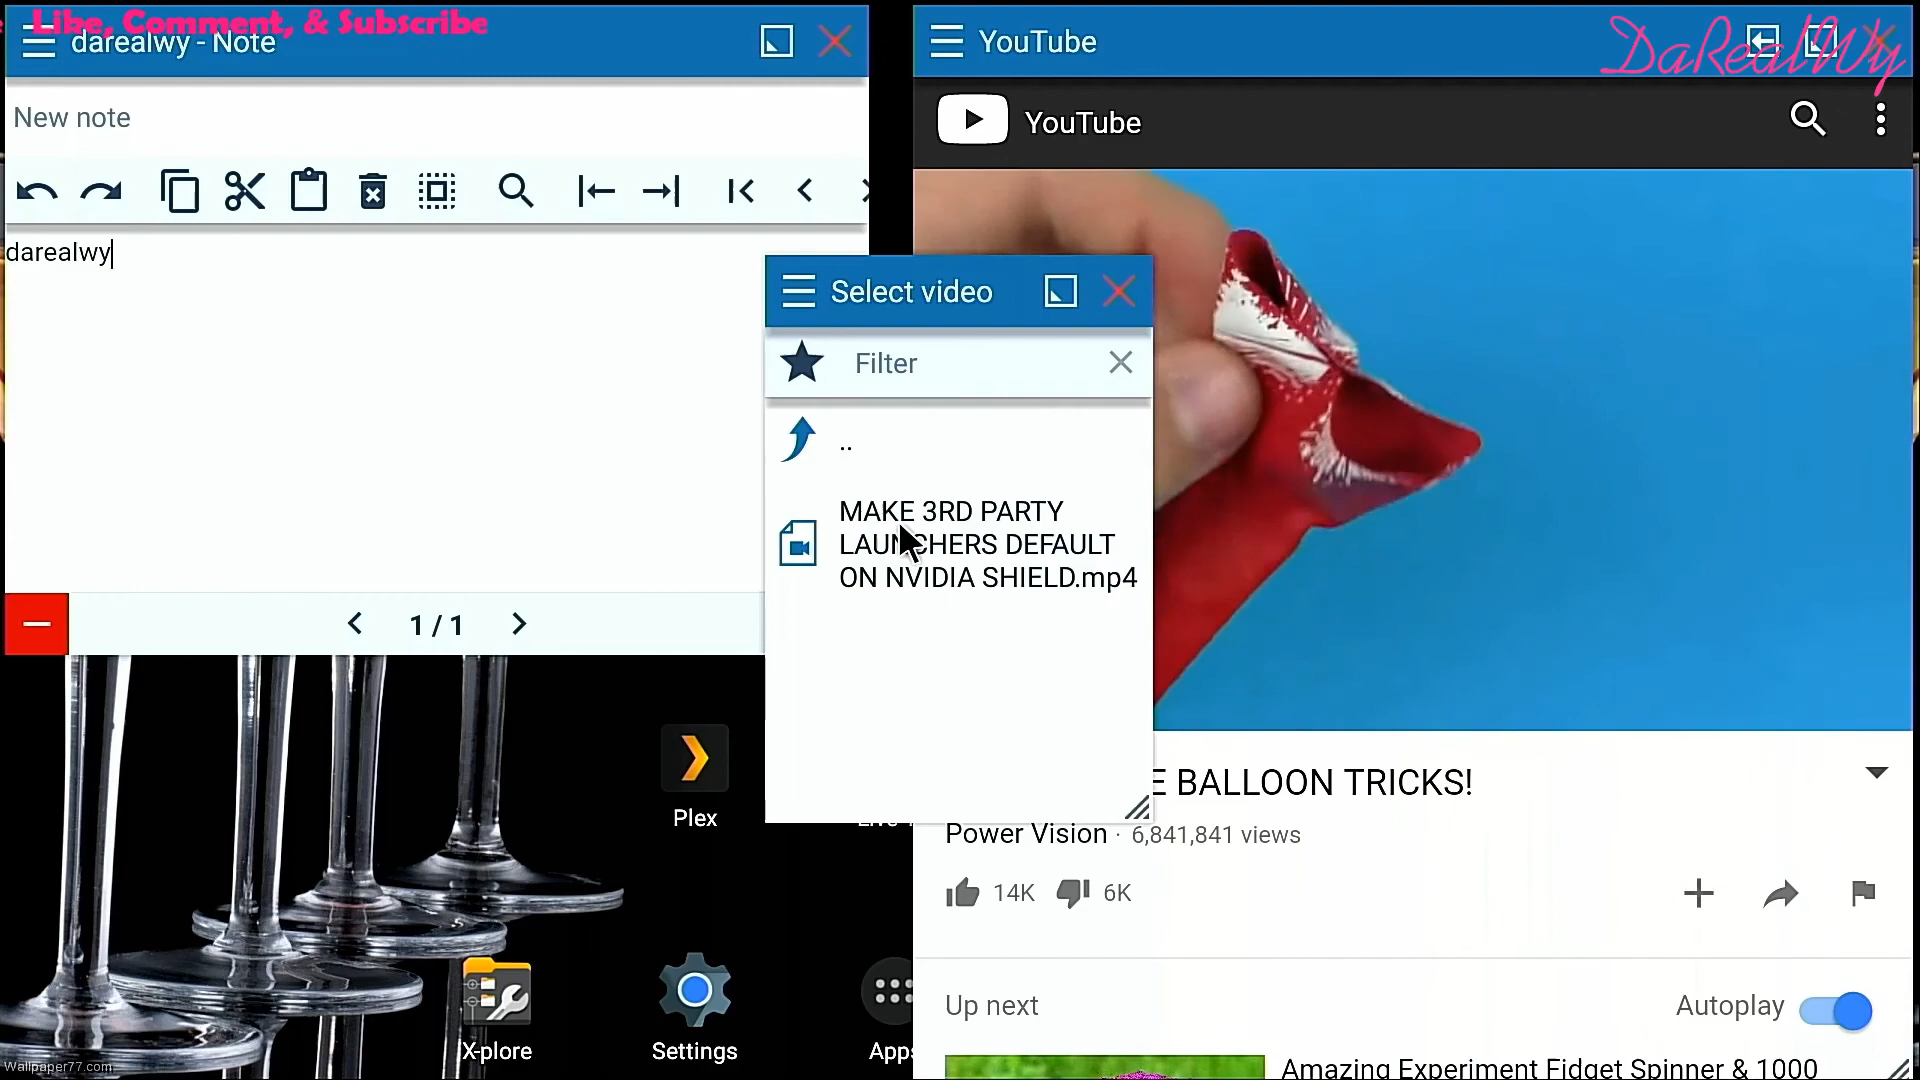 Like, Comment, & Subscribe
darealwy - Note
New note
darealwy
1 / 1
Select video
Filter
..
MAKE 3RD PARTY
LAUNCHERS DEFAULT
ON NVIDIA SHIELD.mp4
YouTube
DaRealWy
YouTube
E BALLOON TRICKS!
Power Vision · 6,841,841 views
14K
6K
Up next
Autoplay
Amazing Experiment Fidget Spinner & 1000
Plex
X-plore
Settings
Apps
Wallpaper77.com